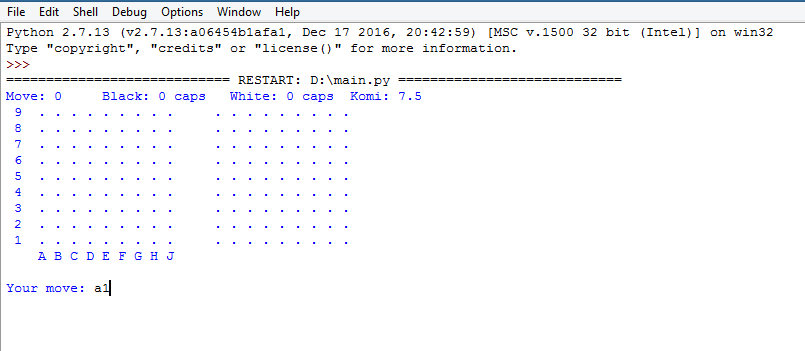 File Edit Shell Debug Options Window Help
Python 2.7.13 (v2.7.13:a06454b1afa1, Dec 17 2016, 20:42:59) [MSC v.1500 32 bit (Intel)] on win32
Type "copyright", "credits" or "license()" for more information.
>>>
============================ RESTART: D:\main.py ============================
Move: 0     Black: 0 caps   White: 0 caps  Komi: 7.5
 9  . . . . . . . . .     . . . . . . . . .
 8  . . . . . . . . .     . . . . . . . . .
 7  . . . . . . . . .     . . . . . . . . .
 6  . . . . . . . . .     . . . . . . . . .
 5  . . . . . . . . .     . . . . . . . . .
 4  . . . . . . . . .     . . . . . . . . .
 3  . . . . . . . . .     . . . . . . . . .
 2  . . . . . . . . .     . . . . . . . . .
 1  . . . . . . . . .     . . . . . . . . .
    A B C D E F G H J
Your move: a1